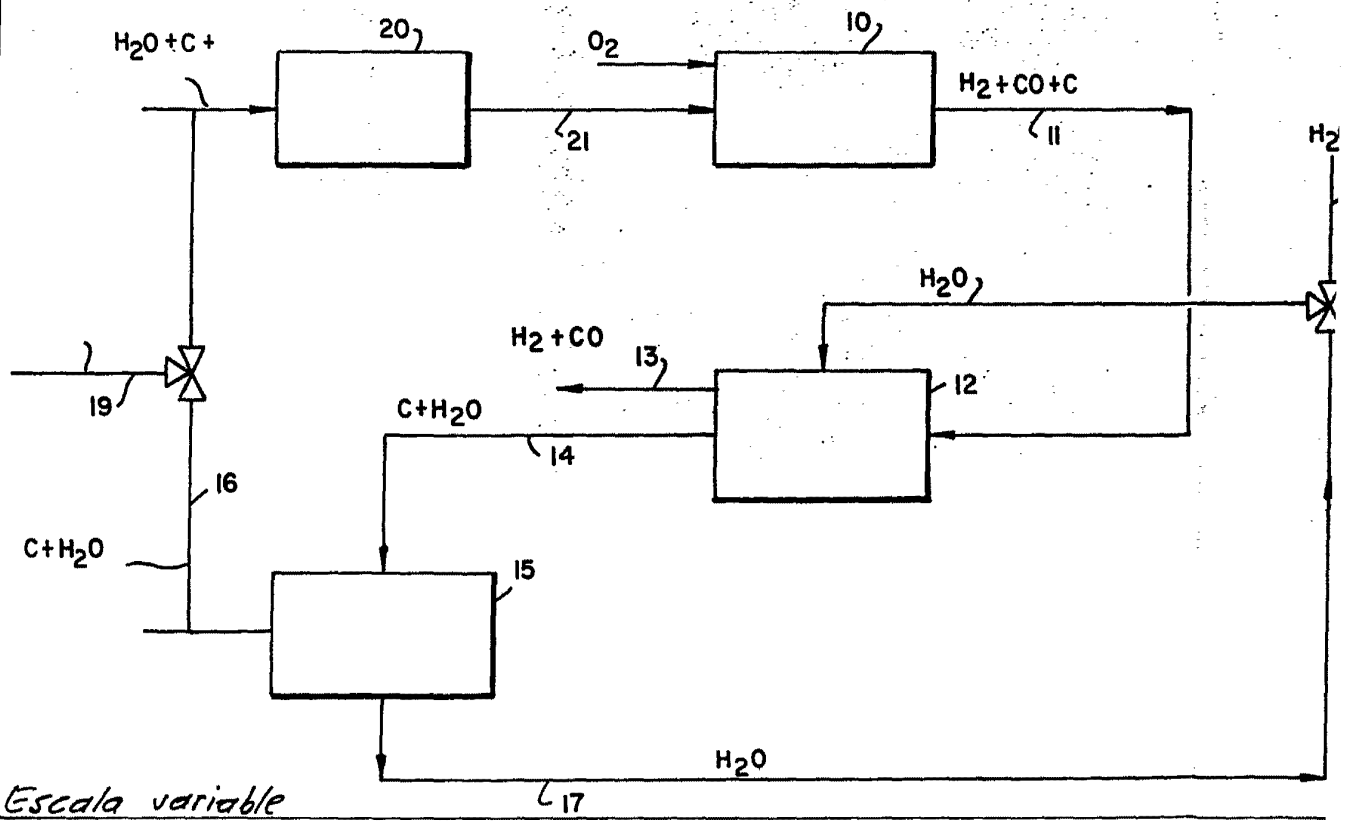 H2O+C+
20
O2
10
H2+CO+C
21
11
H2
H2O
H2+CO
13
12
19
C+H2O
14
16
C+H2O
15
H2O
17
Escala variable